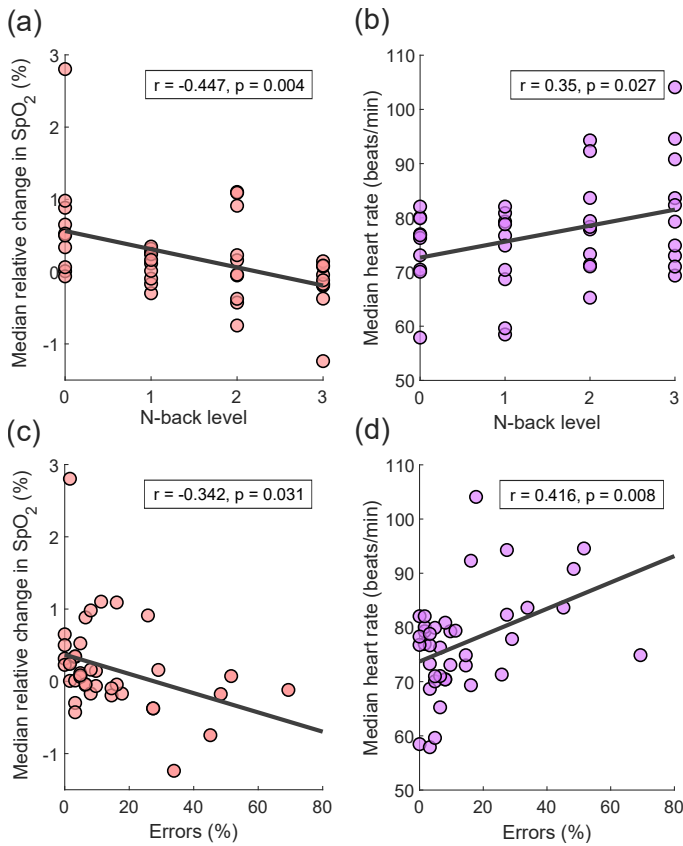 (a)
(b)
Median relative change in SpO2 (%)
3
2
1
0
-1
r = -0.447, p = 0.004
0 1 2 3
N-back level
Median heart rate (beats/min)
110
100
90
80
70
60
50
r = 0.35, p = 0.027
0 1 2 3
N-back level
(c)
(d)
Median relative change in SpO2 (%)
3
2
1
0
-1
r = -0.342, p = 0.031
0 20 40 60 80
Errors (%)
Median heart rate (beats/min)
110
100
90
80
70
60
50
r = 0.416, p = 0.008
0 20 40 60 80
Errors (%)